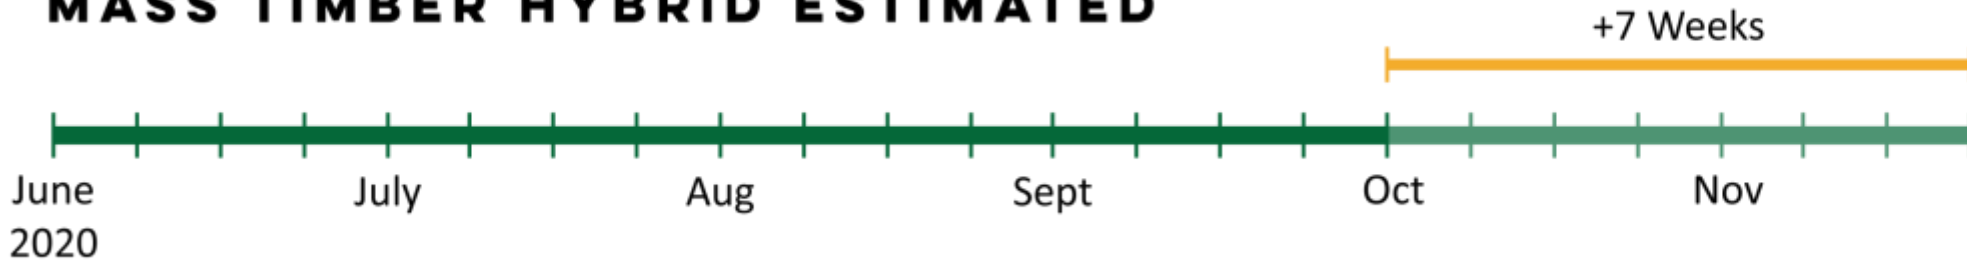 MASS TIMBER HYBRID ESTIMATED
+7 Weeks
June July Aug Sept Oct Nov
2020